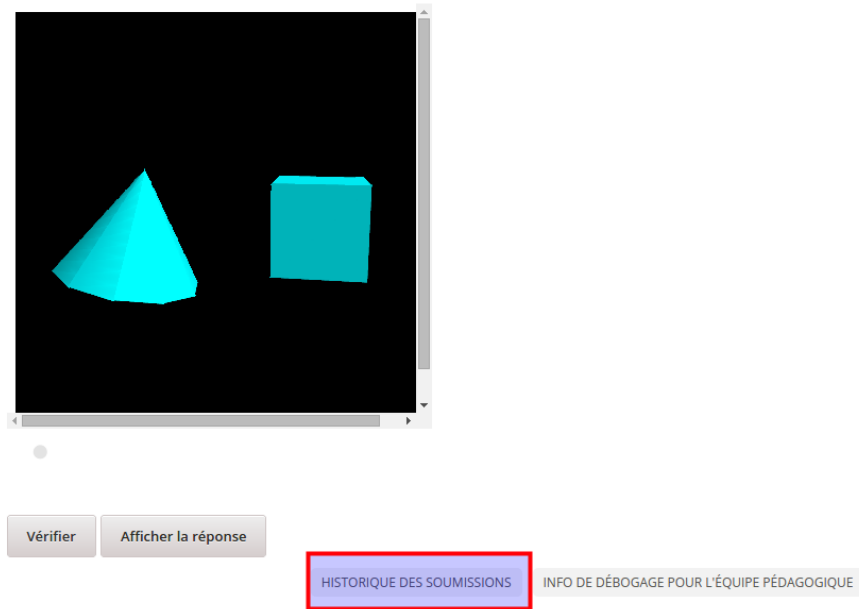 Vérifier
Afficher la réponse
HISTORIQUE DES SOUMISSIONS
INFO DE DÉBOGAGE POUR L'ÉQUIPE PÉDAGOGIQUE